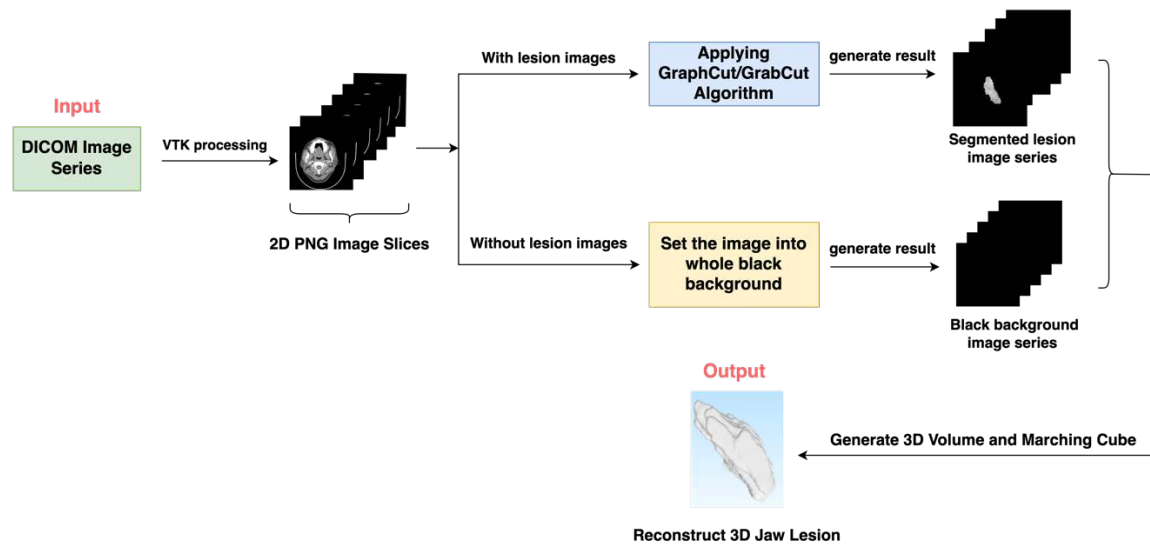 Input
DICOM Image
Series
VTK processing
2D PNG Image Slices
With lesion images
Applying
GraphCut/GrabCut
Algorithm
generate result
Segmented lesion
image series
Without lesion images
Set the image into
whole black
background
generate result
Black background
image series
Generate 3D Volume and Marching Cube
Output
Reconstruct 3D Jaw Lesion